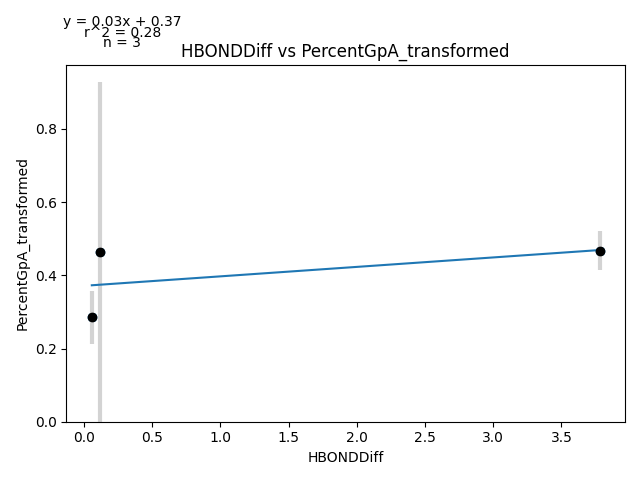 y = 0.03x + 0.37
r^2 = 0.28
n = 3
HBONDDiff vs PercentGpA_transformed
PercentGpA_transformed
0.8
0.6
0.4
0.2
0.0
0.0 0.5 1.0 1.5 2.0 2.5 3.0 3.5
HBONDDiff